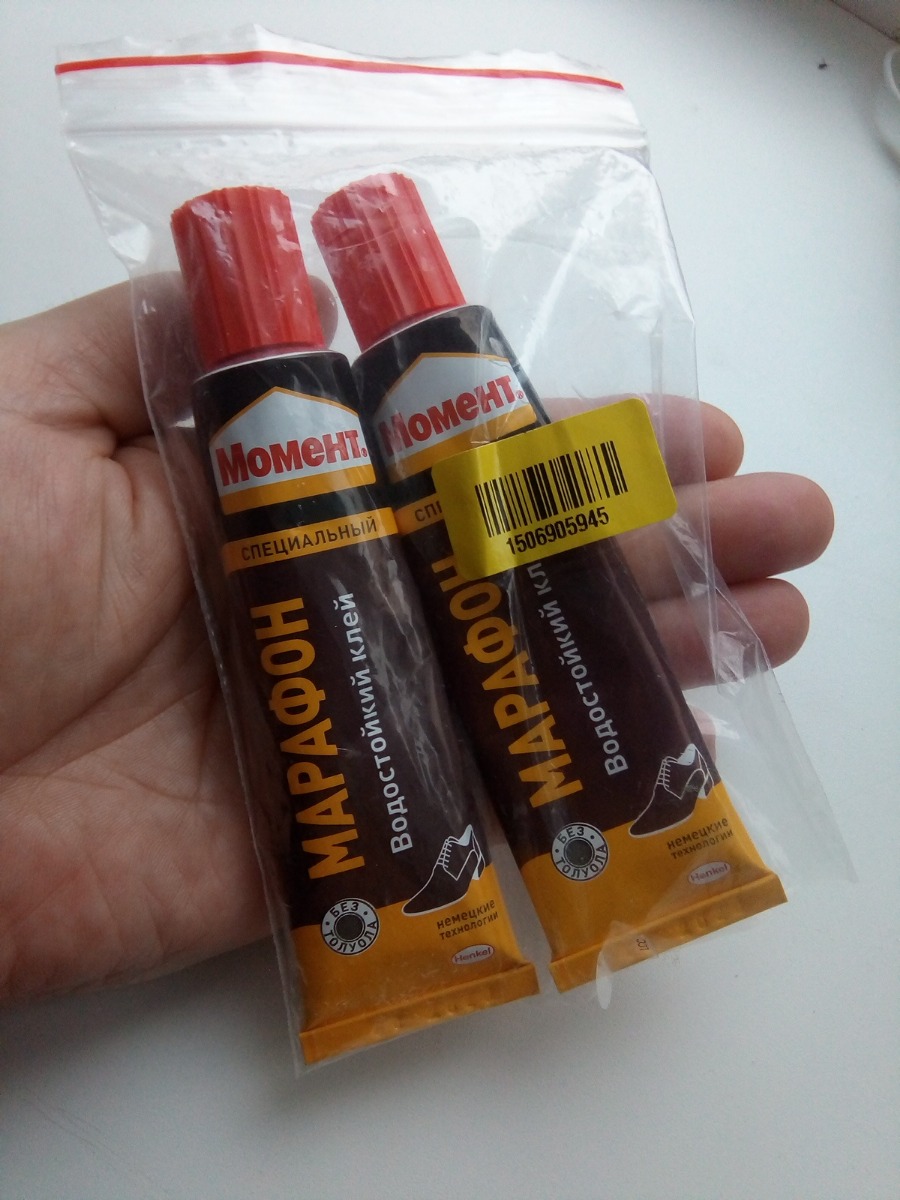 Момент.
СПЕЦИАЛЬНЫЙ
МАРАФОН
Водостойкий клей
БЕЗ
ТОЛУОЛА
немецкие
технологии
Henkel
Момент.
1506905945
МАРАФОН
Водостойкий
БЕЗ
ТОЛУОЛА
немецкие
технологии
Henkel